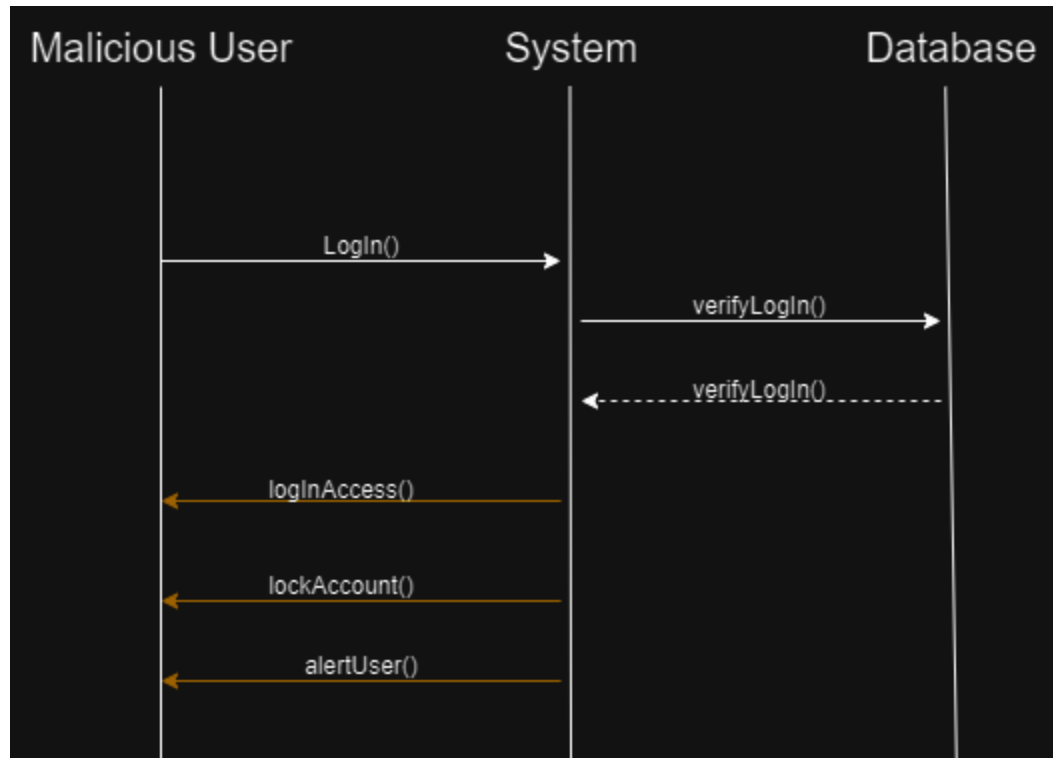 Malicious User
System
Database
LogIn()
verifyLogIn()
verifyLogIn()
logInAccess()
lockAccount()
alertUser()